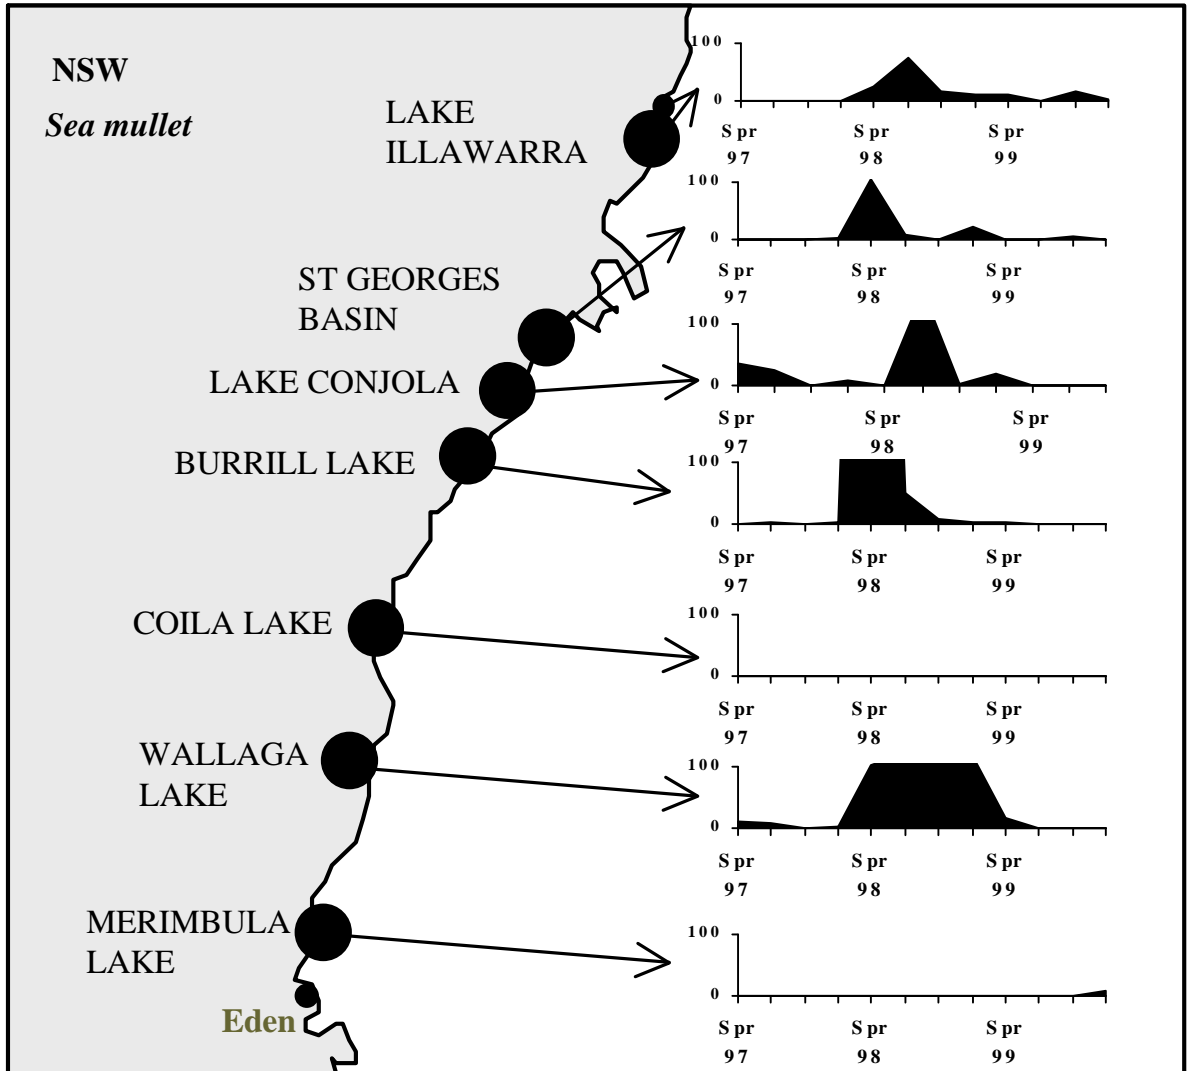 NSW
Sea mullet
LAKE
ILLAWARRA
100
0
Spr Spr Spr
97 98 99
ST GEORGES
BASIN
100
0
Spr Spr Spr
97 98 99
LAKE CONJOLA
100
0
Spr Spr Spr
97 98 99
BURRILL LAKE
100
0
Spr Spr Spr
97 98 99
COILA LAKE
100
0
Spr Spr Spr
97 98 99
WALLAGA
LAKE
100
0
Spr Spr Spr
97 98 99
MERIMBULA
LAKE
100
0
Spr Spr Spr
97 98 99
Eden